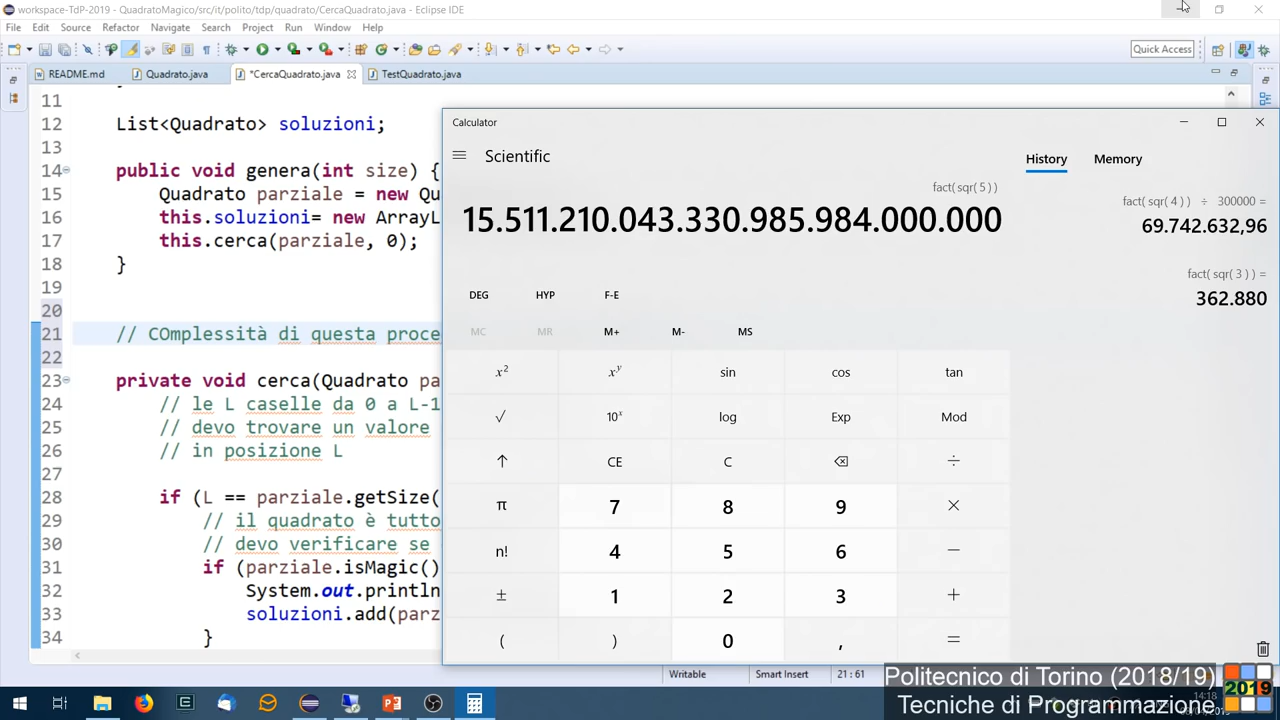 workspace-TdP-2019 - QuadratoMagico/src/it/polito/tdp/quadrato/CercaQuadrato.java - Eclipse IDE
File Edit Source Refactor Navigate Search Project Run Window Help
Quick Access
README.md Quadrato.java *CercaQuadrato.java TestQuadrato.java
11
12 List<Quadrato> soluzioni;
13
14 public void genera(int size) {
15 Quadrato parziale = new Qu
16 this.soluzioni= new ArrayL
17 this.cerca(parziale, 0);
18 }
19
20
21 // COmplessità di questa proce
22
23 private void cerca(Quadrato pa
24 // le L caselle da 0 a L-1
25 // devo trovare un valore
26 // in posizione L
27
28 if (L == parziale.getSize(
29 // il quadrato è tutto
30 // devo verificare se
31 if (parziale.isMagic()
32 System.out.println
33 soluzioni.add(parz
34 }
Calculator
Scientific
fact( sqr( 5 ) )
15.511.210.043.330.985.984.000.000
DEG HYP F-E
MC MR M+ M- MS
x² xʸ sin cos tan
√ 10ˣ log Exp Mod
↑ CE C ⌫ ÷
π 7 8 9 ×
n! 4 5 6 −
± 1 2 3 +
( ) 0 , =
History Memory
fact( sqr( 4 ) ) ÷ 300000 =
69.742.632,96
fact( sqr( 3 ) ) =
362.880
Writable Smart Insert 21 : 61
Politecnico di Torino (2018/19)
Tecniche di Programmazione
2019
14:18